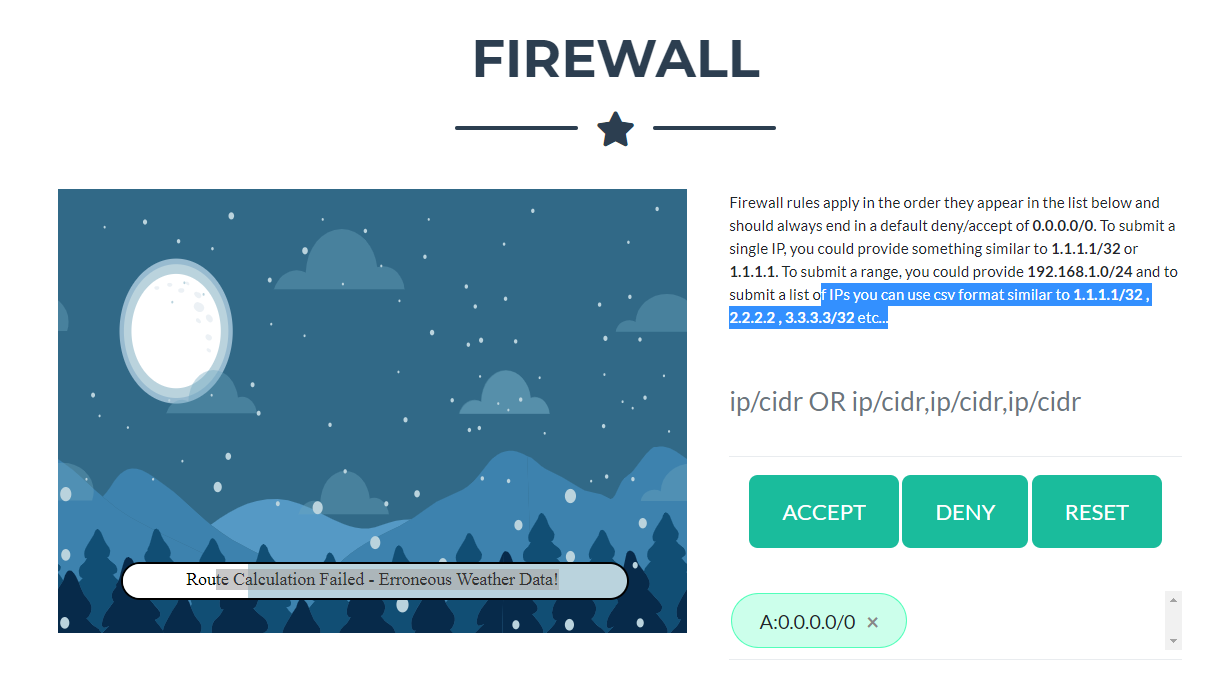 FIREWALL
Firewall rules apply in the order they appear in the list below and
should always end in a default deny/accept of 0.0.0.0/0. To submit a
single IP, you could provide something similar to 1.1.1.1/32 or
1.1.1.1. To submit a range, you could provide 192.168.1.0/24 and to
submit a list of IPs you can use csv format similar to 1.1.1.1/32 ,
2.2.2.2 , 3.3.3.3/32 etc...
ip/cidr OR ip/cidr,ip/cidr,ip/cidr
ACCEPT DENY RESET
Route Calculation Failed - Erroneous Weather Data!
A:0.0.0.0/0 ×